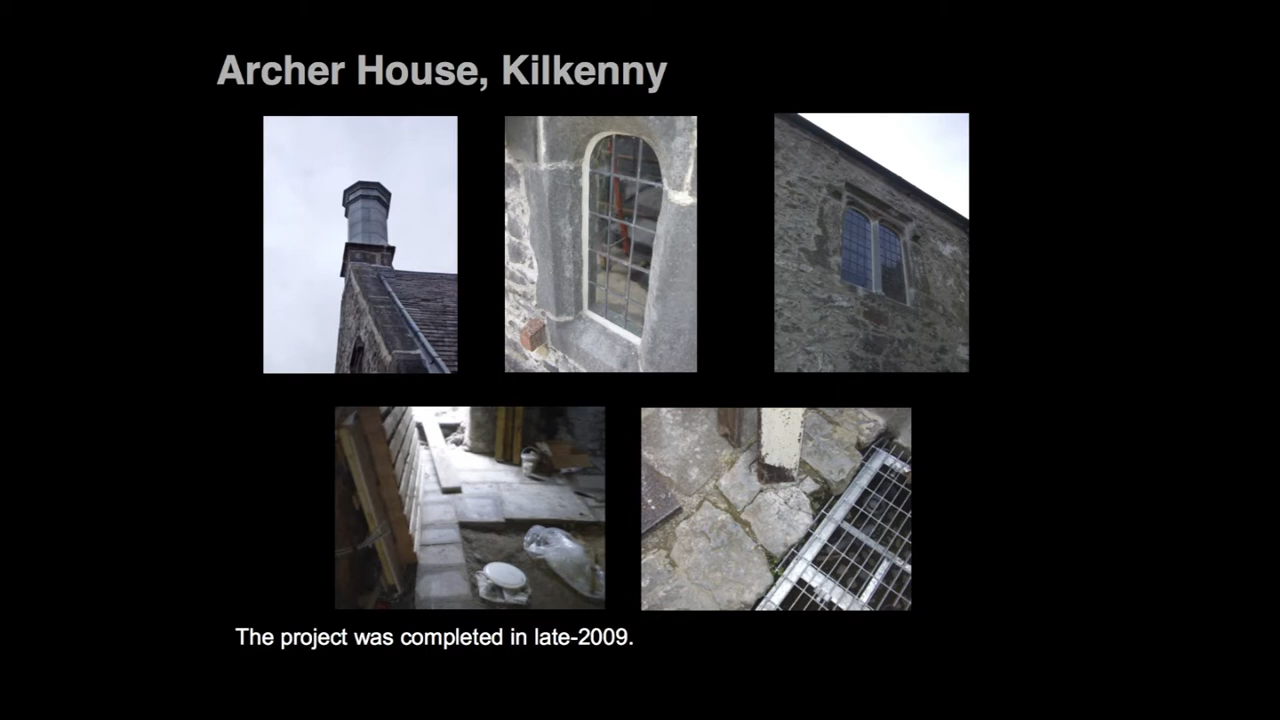 Archer House, Kilkenny
The project was completed in late-2009.